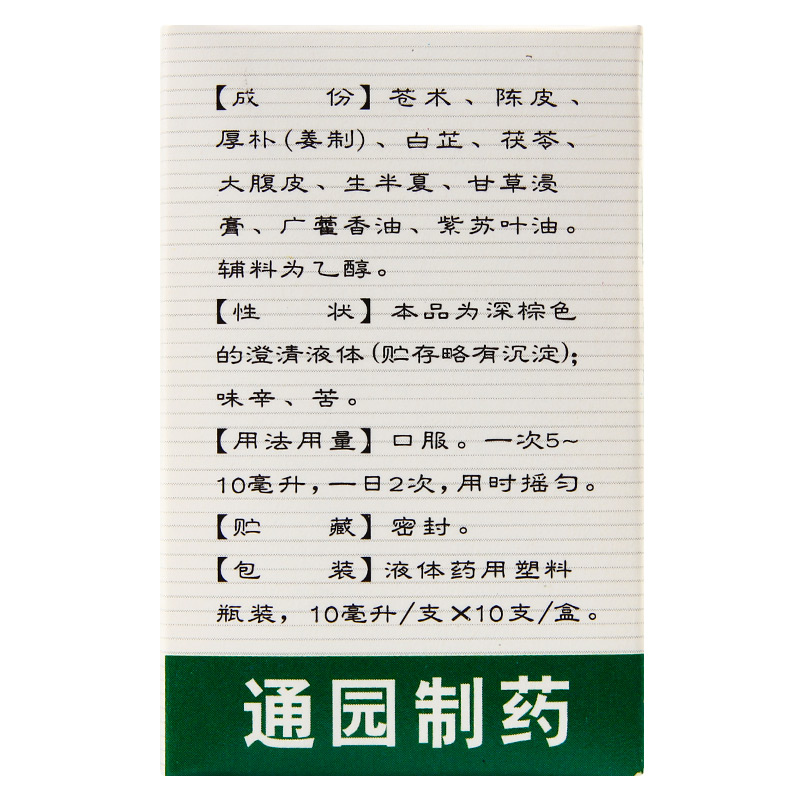 【成　　份】苍术、陈皮、
厚朴(姜制)、白芷、茯苓、
大腹皮、生半夏、甘草浸
膏、广藿香油、紫苏叶油。
辅料为乙醇。
【性　　状】本品为深棕色
的澄清液体(贮存略有沉淀)；
味辛、苦。
【用法用量】口服。一次5~
10毫升，一日2次，用时摇匀。
【贮　　藏】密封。
【包　　装】液体药用塑料
瓶装，10毫升/支×10支/盒。
通园制药